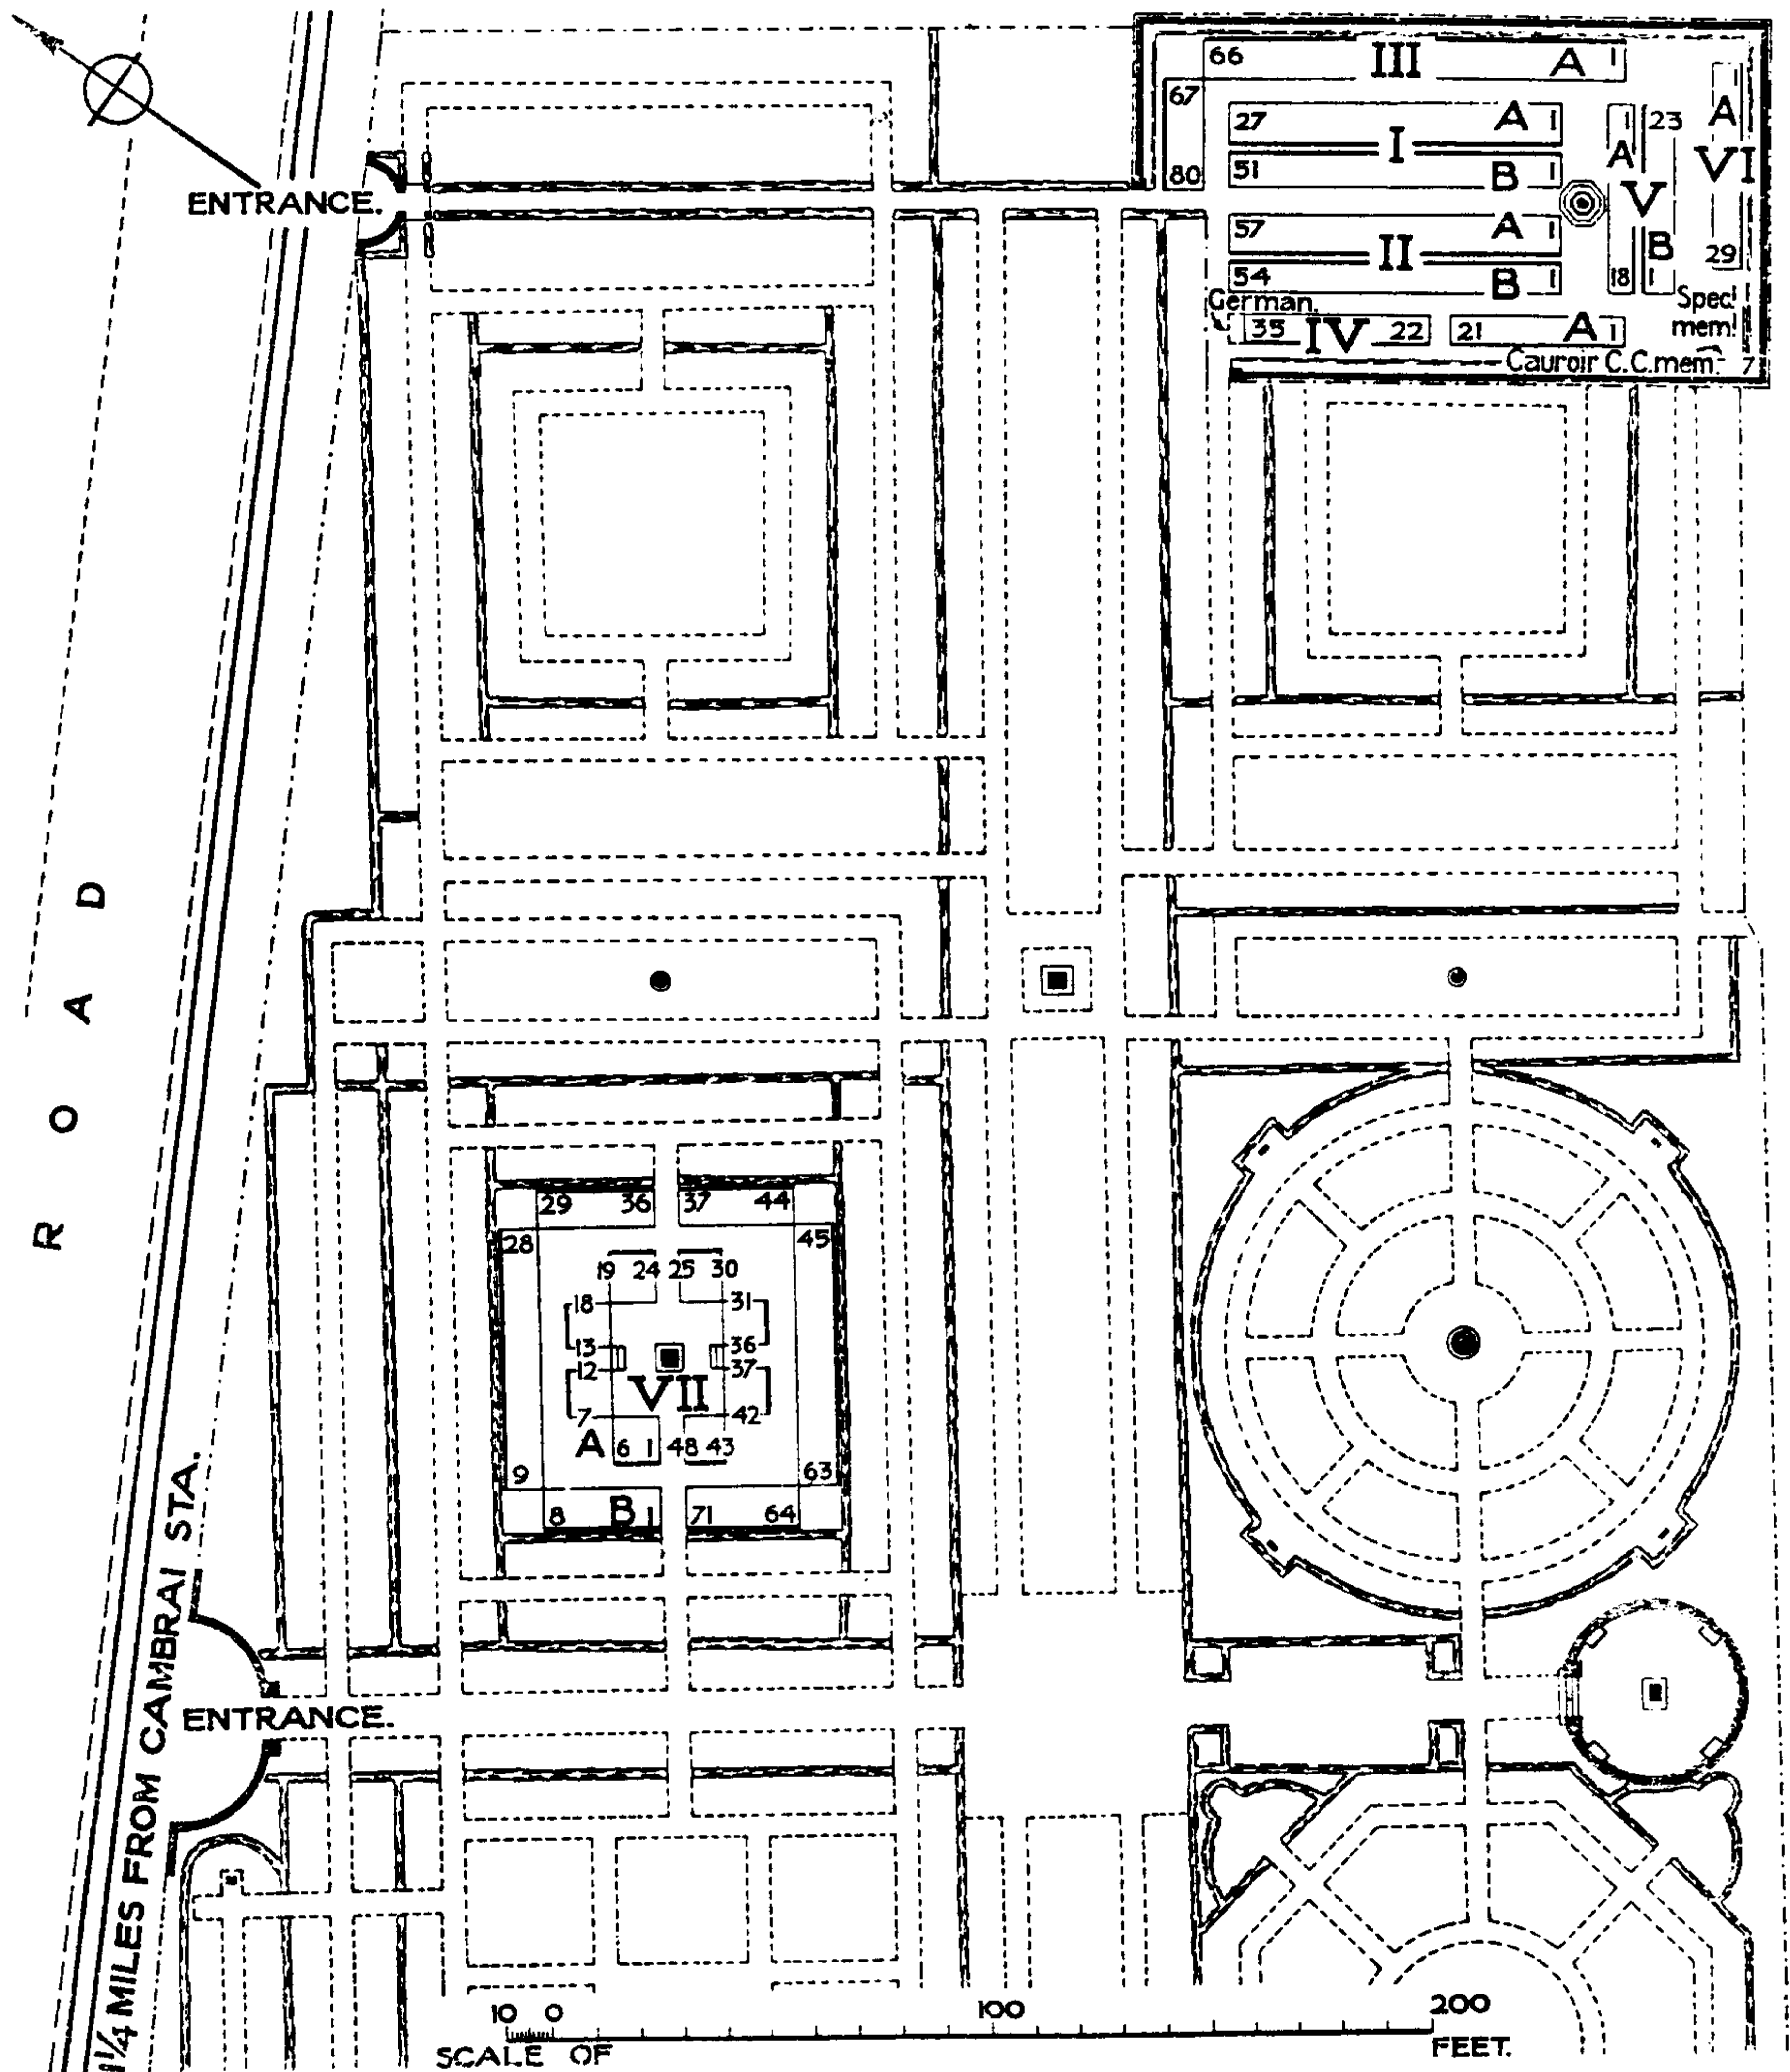 66 III A 1
67
27 A 1 23 A
I A VI
80 51 B 1
V
57 A 1
II B
54 B 1 18 1 29
German. Specl
35 IV 22 21 A 1 meml
Cauroir C.C.mem. 7
ENTRANCE.
ROAD
29 36 37 44
28 45
19 24 25 30
18 31
13 36
12 37
VII
7 42
A 6 1 48 43
9 63
8 B 1 71 64
1¼ MILES FROM CAMBRAI STA.
ENTRANCE.
10 0 100 200
SCALE OF FEET.